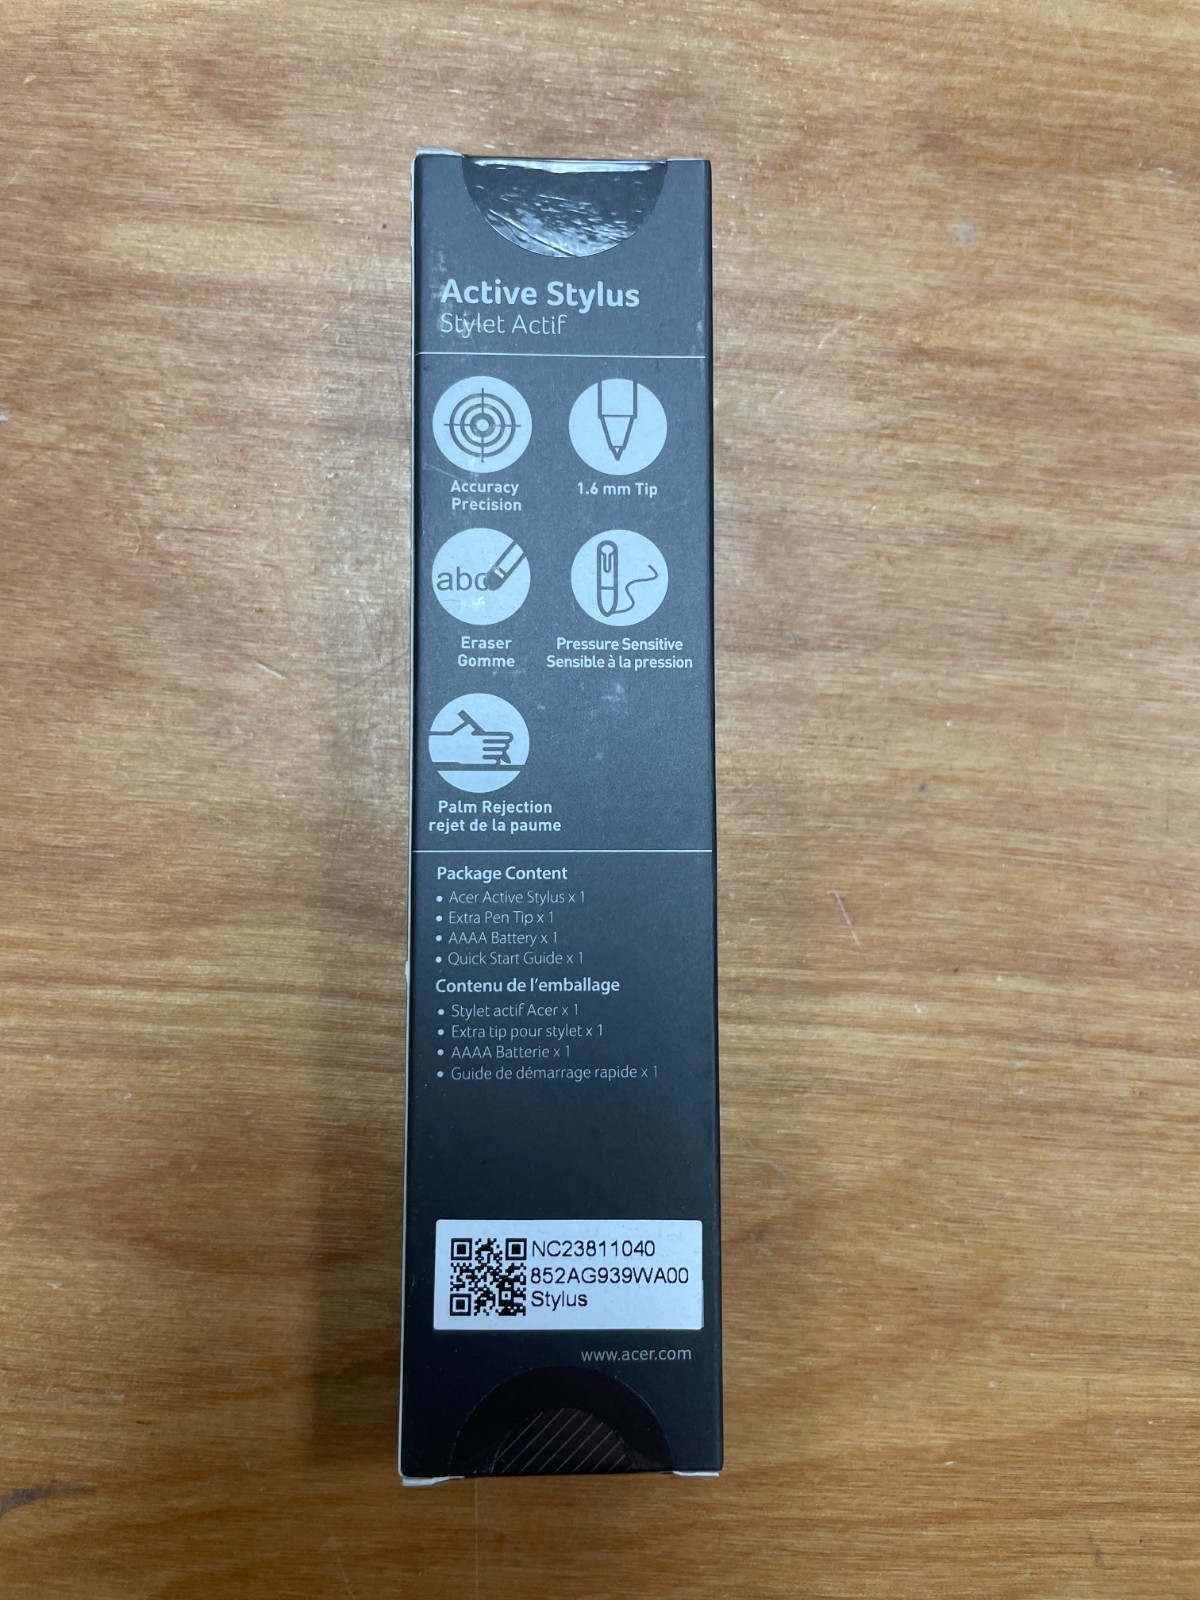 Active Stylus
Stylet Actif
Accuracy
Precision
1.6 mm Tip
abc
Eraser
Gomme
Pressure Sensitive
Sensible à la pression
Palm Rejection
rejet de la paume
Package Content
• Acer Active Stylus x 1
• Extra Pen Tip x 1
• AAAA Battery x 1
• Quick Start Guide x 1
Contenu de l'emballage
• Stylet actif Acer x 1
• Extra tip pour stylet x 1
• AAAA Batterie x 1
• Guide de démarrage rapide x 1
NC23811040
852AG939WA00
Stylus
www.acer.com